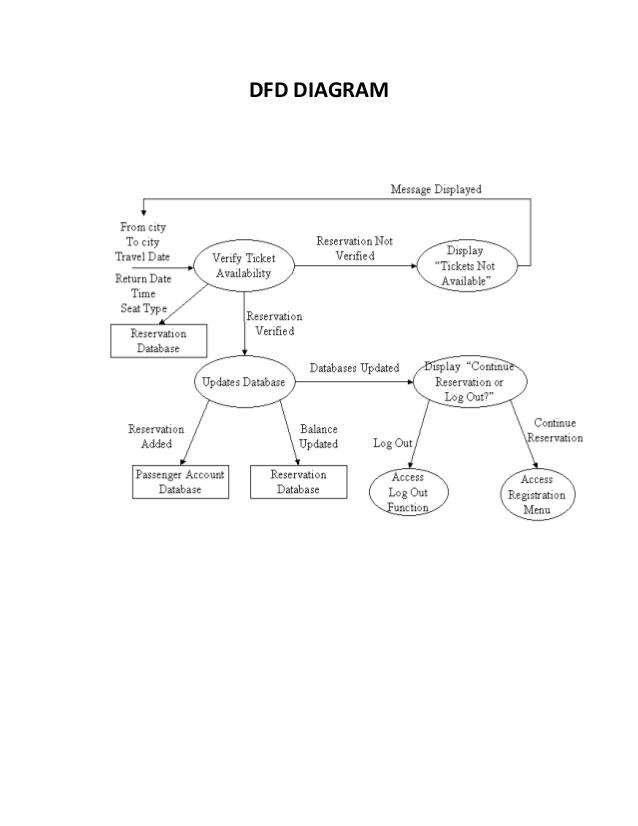 DFD DIAGRAM
Message Displayed
From city
To city
Travel Date
Return Date
Time
Seat Type
Verify Ticket
Availability
Reservation Not
Verified
Display
“Tickets Not
Available”
Reservation
Database
Reservation
Verified
Updates Database
Databases Updated
Display “Continue
Reservation or
Log Out?”
Reservation
Added
Balance
Updated
Log Out
Continue
Reservation
Passenger Account
Database
Reservation
Database
Access
Log Out
Function
Access
Registration
Menu